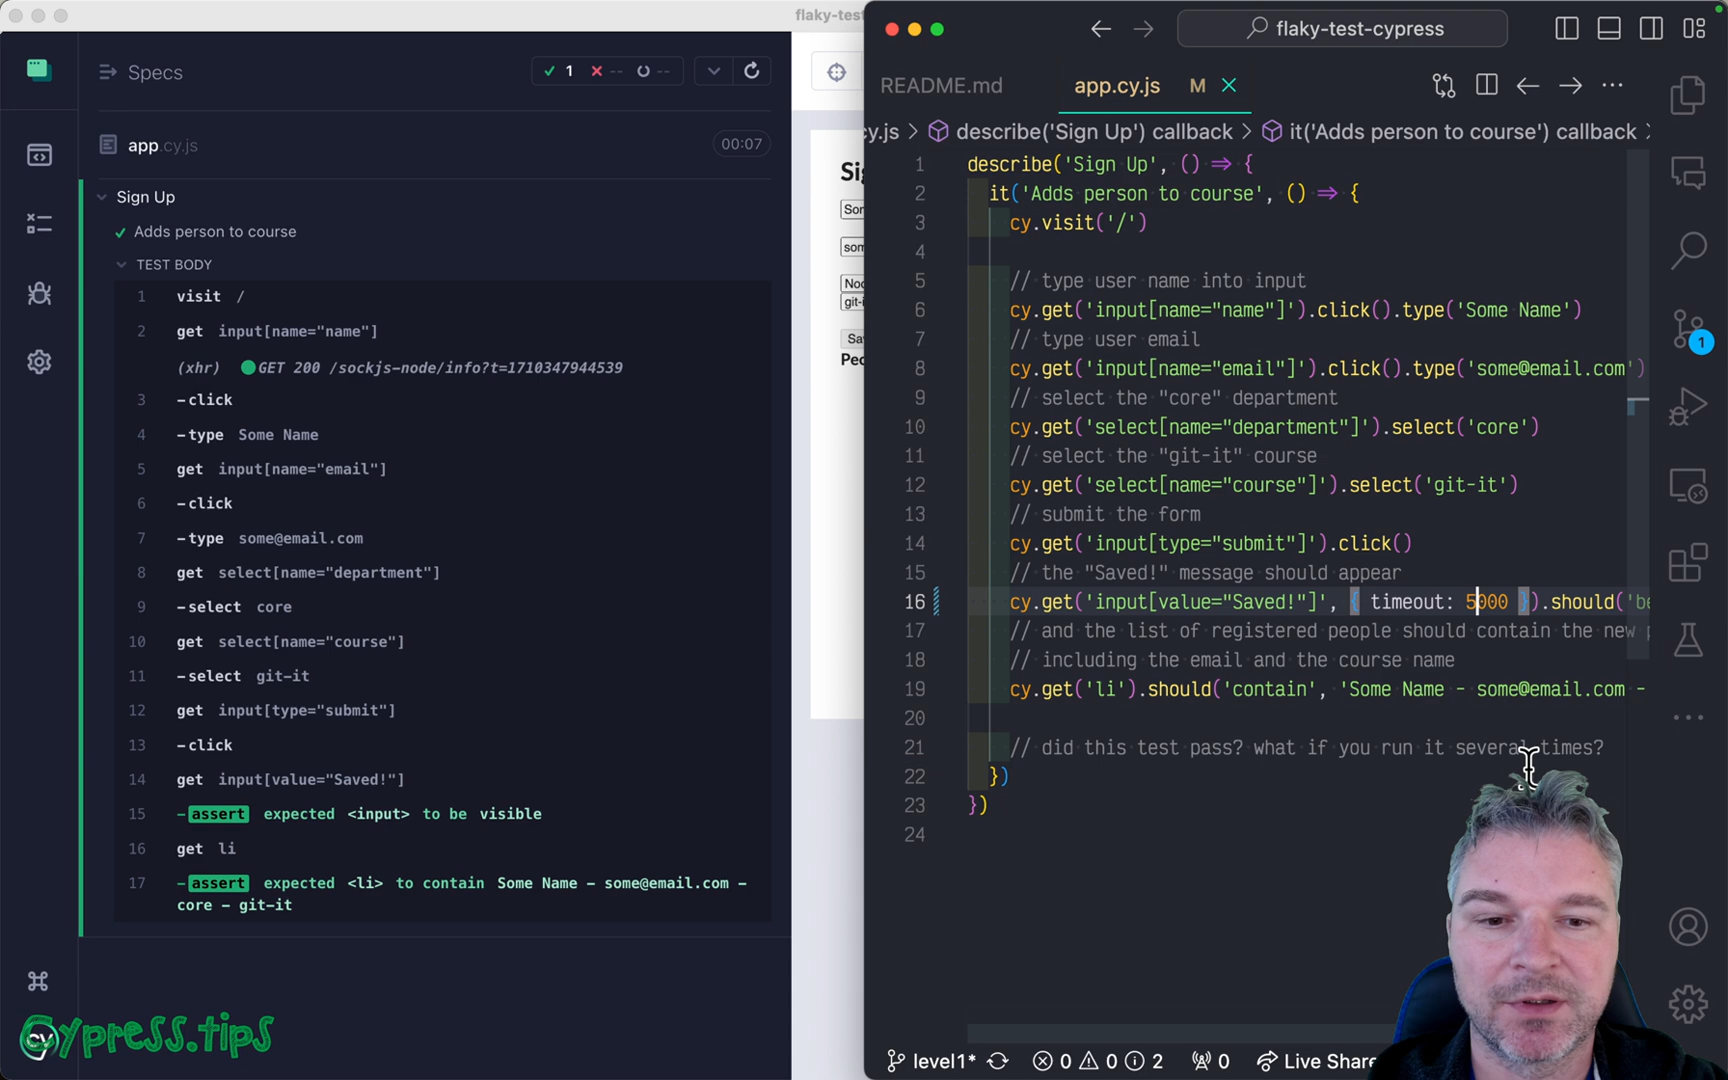 flaky-tes
Specs
1
--
--
app.cy.js
00:07
Sign Up
Adds person to course
TEST BODY
1 visit /
2 get input[name="name"]
(xhr) GET 200 /sockjs-node/info?t=1710347944539
3 -click
4 -type Some Name
5 get input[name="email"]
6 -click
7 -type some@email.com
8 get select[name="department"]
9 -select core
10 get select[name="course"]
11 -select git-it
12 get input[type="submit"]
13 -click
14 get input[value="Saved!"]
15 -assert expected <input> to be visible
16 get li
17 -assert expected <li> to contain Some Name - some@email.com -
core - git-it
Cypress.tips
cy
Sig
Som
som
Nod
git-i
Sa
Peo
flaky-test-cypress
README.md
app.cy.js M
cy.js > describe('Sign Up') callback > it('Adds person to course') callback >
1 describe('Sign Up', () => {
2 it('Adds person to course', () => {
3 cy.visit('/')
4
5 // type user name into input
6 cy.get('input[name="name"]').click().type('Some Name')
7 // type user email
8 cy.get('input[name="email"]').click().type('some@email.com')
9 // select the "core" department
10 cy.get('select[name="department"]').select('core')
11 // select the "git-it" course
12 cy.get('select[name="course"]').select('git-it')
13 // submit the form
14 cy.get('input[type="submit"]').click()
15 // the "Saved!" message should appear
16 cy.get('input[value="Saved!"]', { timeout: 5000 }).should('be
17 // and the list of registered people should contain the new p
18 // including the email and the course name
19 cy.get('li').should('contain', 'Some Name - some@email.com -
20
21 // did this test pass? what if you run it several times?
22 })
23 })
24
1
level1*
0
0
2
0
Live Share